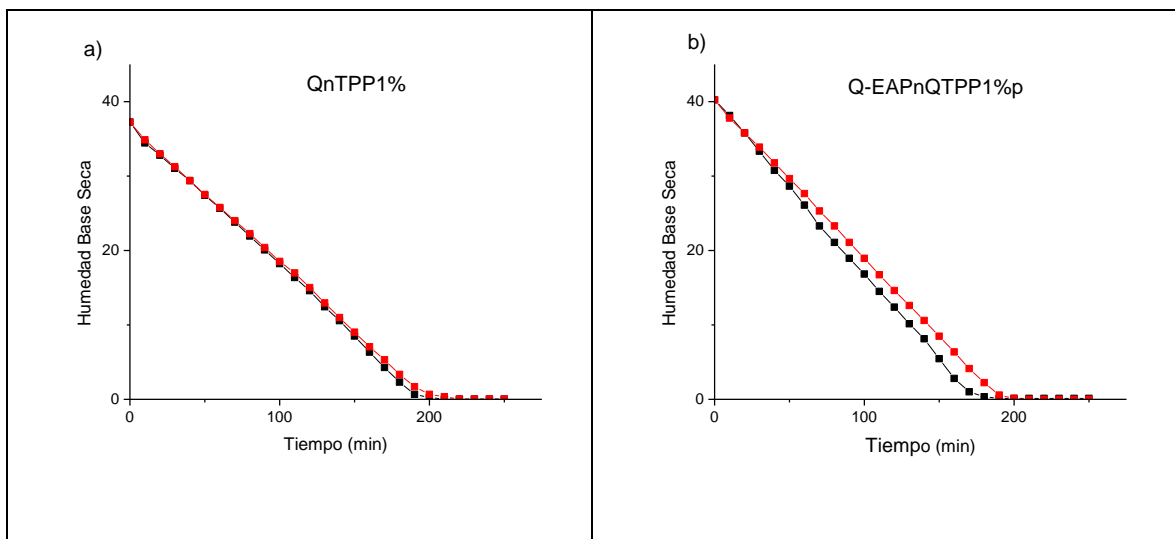 a)
QnTPP1%
Humedad Base Seca
40
20
0
0
100
200
Tiempo (min)
b)
Q-EAPnQTPP1%p
Humedad Base Seca
40
20
0
0
100
200
Tiempo (min)